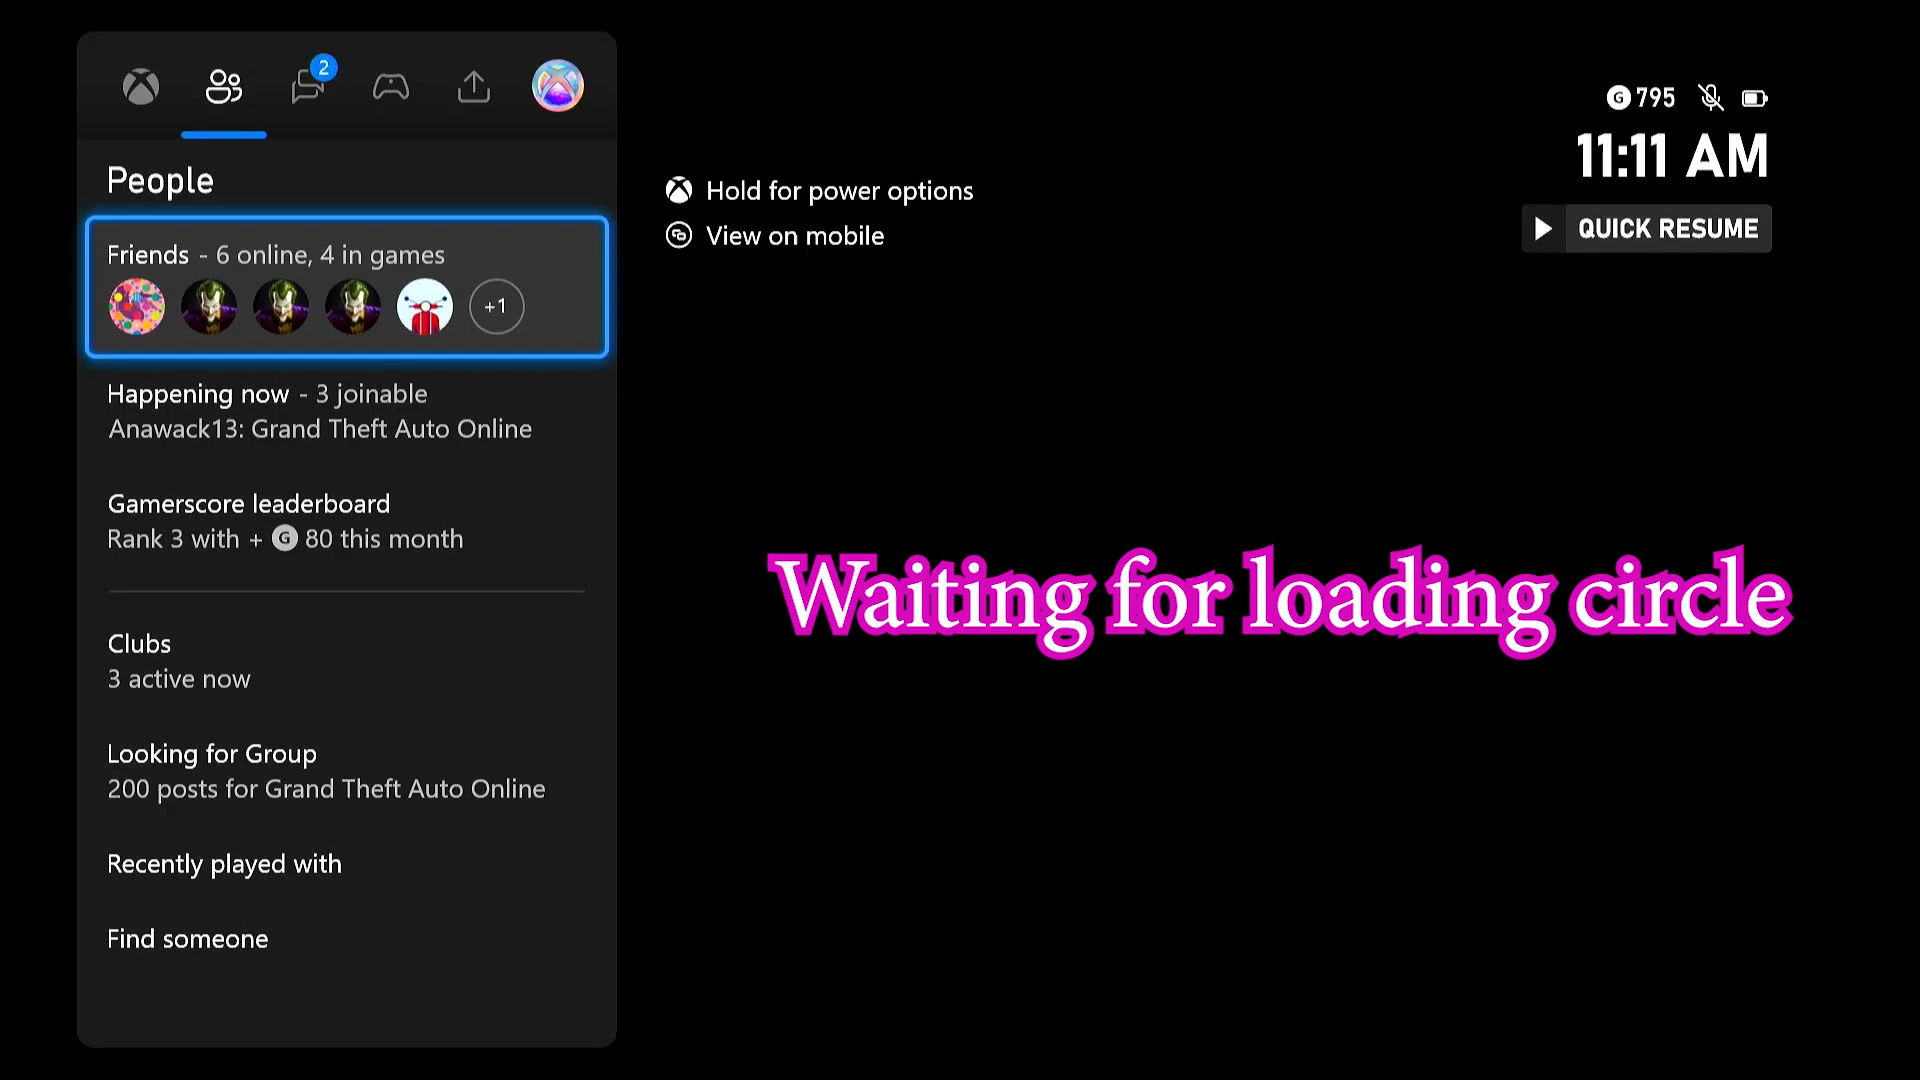 2
People
Friends - 6 online, 4 in games
+1
Happening now - 3 joinable
Anawack13: Grand Theft Auto Online
Gamerscore leaderboard
Rank 3 with + G 80 this month
Clubs
3 active now
Looking for Group
200 posts for Grand Theft Auto Online
Recently played with
Find someone
Hold for power options
View on mobile
G 795
11:11 AM
QUICK RESUME
Waiting for loading circle